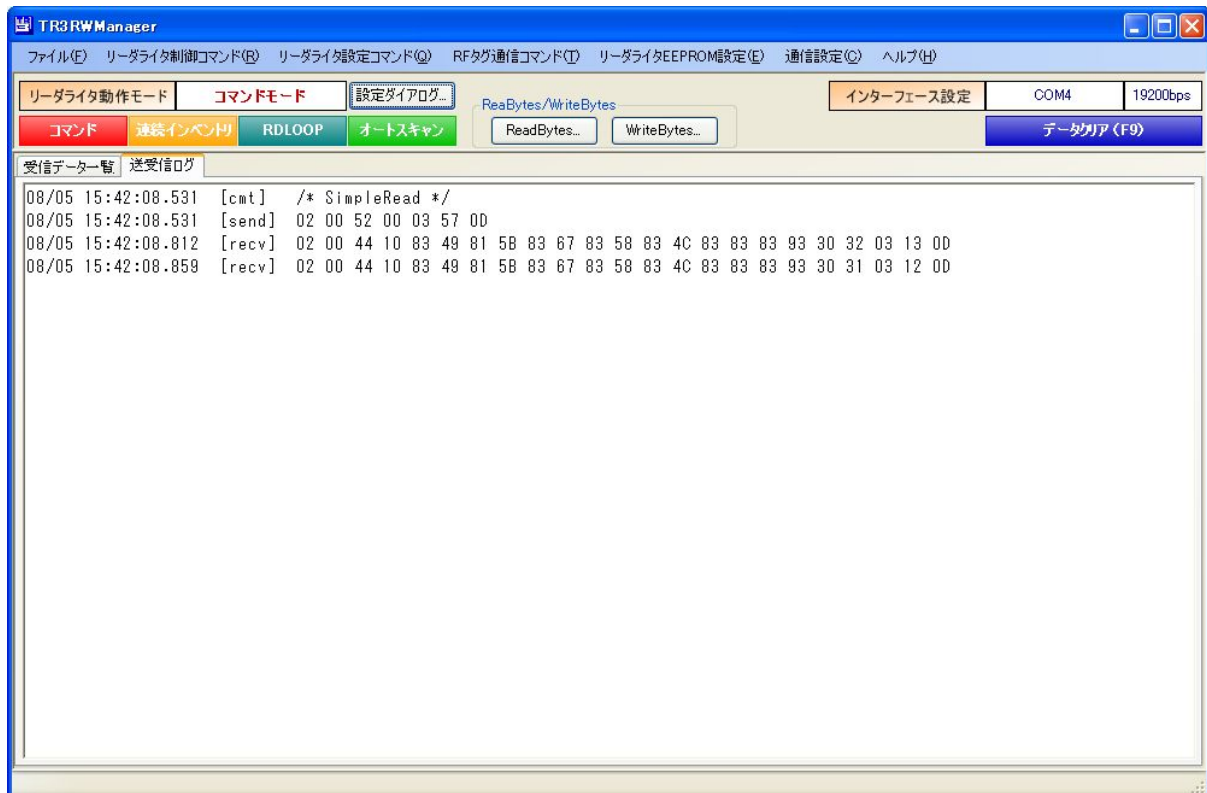 TR3RWManager
ファイル(F) リーダライタ制御コマンド(R) リーダライタ設定コマンド(Q) RFタグ通信コマンド(T) リーダライタEEPROM設定(E) 通信設定(C) ヘルプ(H)
リーダライタ動作モード コマンドモード 設定ダイアログ... ReaBytes/WriteBytes インターフェース設定 COM4 19200bps
コマンド 連続インベントリ RDLOOP オートスキャン ReadBytes... WriteBytes... データクリア (F9)
受信データ一覧 送受信ログ
08/05 15:42:08.531 [cmt] /* SimpleRead */
08/05 15:42:08.531 [send] 02 00 52 00 03 57 0D
08/05 15:42:08.812 [recv] 02 00 44 10 83 49 81 5B 83 67 83 58 83 4C 83 83 83 93 30 32 03 13 0D
08/05 15:42:08.859 [recv] 02 00 44 10 83 49 81 5B 83 67 83 58 83 4C 83 83 83 93 30 31 03 12 0D